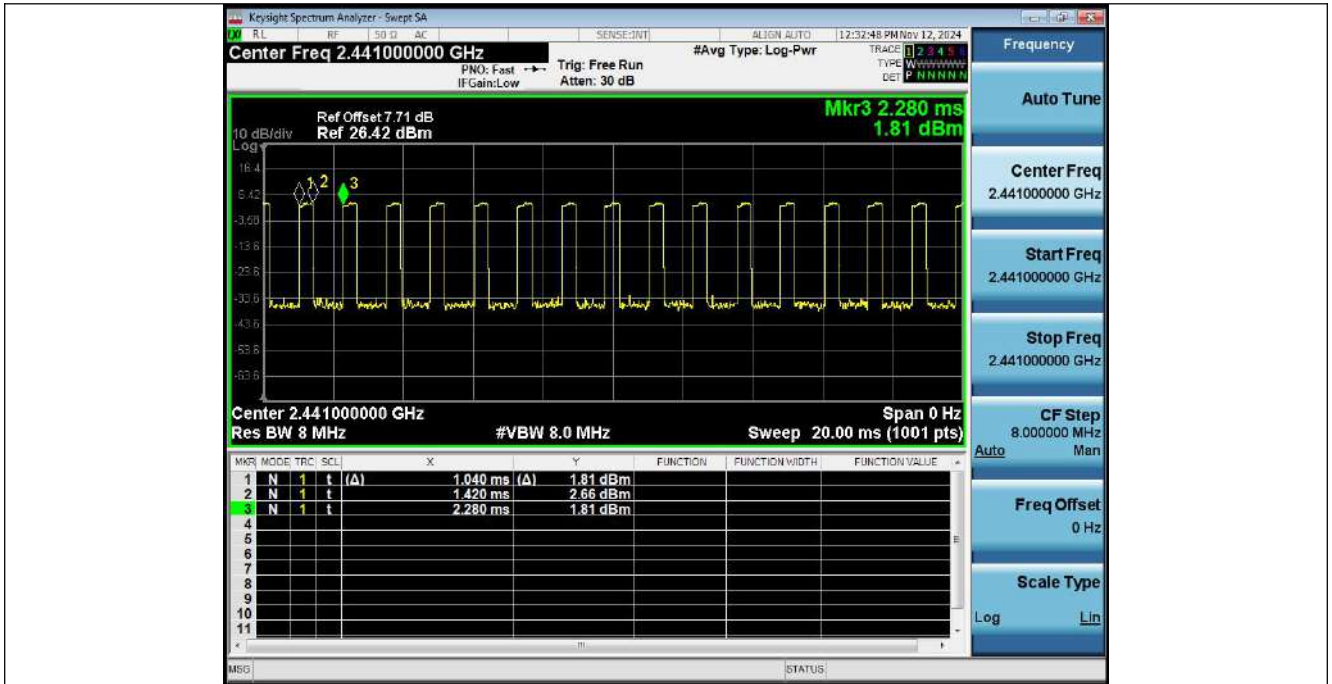 Keysight Spectrum Analyzer - Swept SA
RL RF 50 Ω AC SENSE:INT ALIGN AUTO 12:32:48 PM Nov 12, 2024
Center Freq 2.441000000 GHz
#Avg Type: Log-Pwr
TRACE 1 2 3 4 5 6
TYPE WWWWWW
DET P N N N N N
PNO: Fast Trig: Free Run
IFGain:Low Atten: 30 dB
Mkr3 2.280 ms
1.81 dBm
Ref Offset 7.71 dB
10 dB/div Ref 26.42 dBm
Log
16.4
6.42
-3.58
-13.6
-23.6
-33.6
-43.6
-53.6
-63.6
1 2 3
Center 2.441000000 GHz Span 0 Hz
Res BW 8 MHz #VBW 8.0 MHz Sweep 20.00 ms (1001 pts)
MKR MODE TRC SCL X Y FUNCTION FUNCTION WIDTH FUNCTION VALUE
1 N 1 t (Δ) 1.040 ms (Δ) 1.81 dBm
2 N 1 t 1.420 ms 2.66 dBm
3 N 1 t 2.280 ms 1.81 dBm
4
5
6
7
8
9
10
11
MSG STATUS
Frequency
Auto Tune
Center Freq
2.441000000 GHz
Start Freq
2.441000000 GHz
Stop Freq
2.441000000 GHz
CF Step
8.000000 MHz
Auto Man
Freq Offset
0 Hz
Scale Type
Log Lin